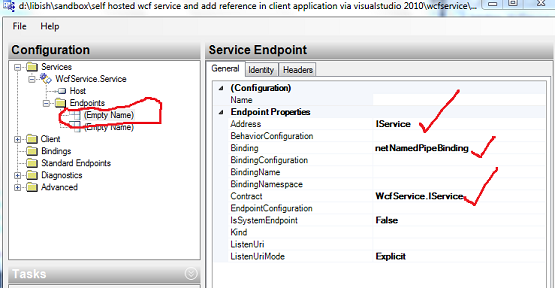 d:\libish\sandbox\self hosted wcf service and add reference in client application via visualstudio 2010\wcfservice\...
File Help
Configuration
Services
WcfService.Service
Host
Endpoints
(Empty Name)
(Empty Name)
Client
Bindings
Standard Endpoints
Diagnostics
Advanced
Tasks
Service Endpoint
General Identity Headers
(Configuration)
Name
Endpoint Properties
Address IService
BehaviorConfiguration
Binding netNamedPipeBinding
BindingConfiguration
BindingName
BindingNamespace
Contract WcfService.IService
EndpointConfiguration
IsSystemEndpoint False
Kind
ListenUri
ListenUriMode Explicit